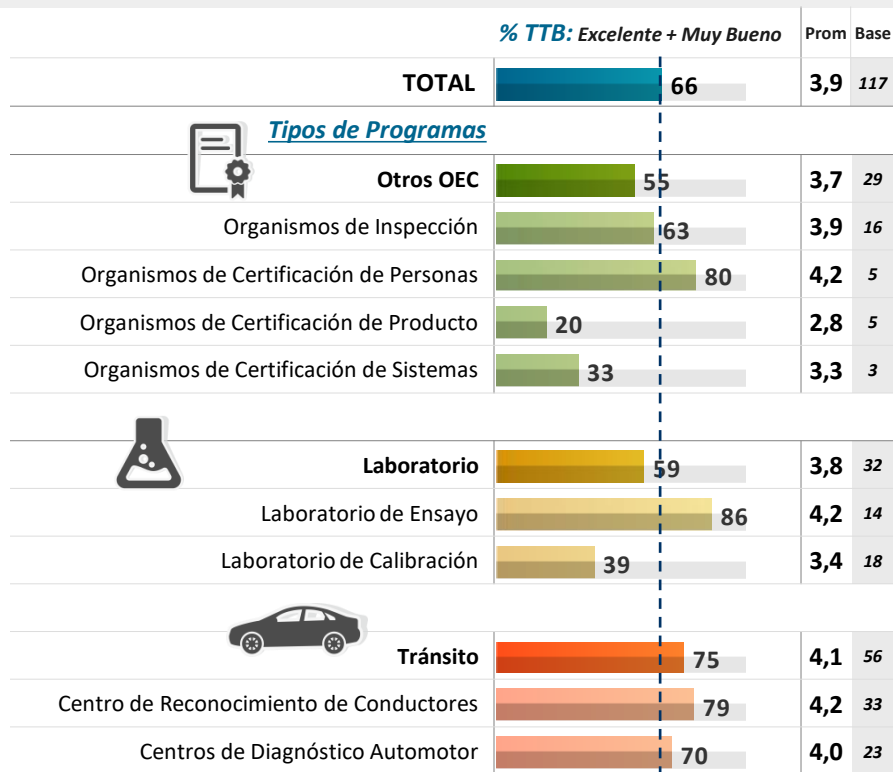 % TTB: Excelente + Muy Bueno Prom Base
TOTAL 66 3,9 117
Tipos de Programas
Otros OEC 55 3,7 29
Organismos de Inspección 63 3,9 16
Organismos de Certificación de Personas 80 4,2 5
Organismos de Certificación de Producto 20 2,8 5
Organismos de Certificación de Sistemas 33 3,3 3
Laboratorio 59 3,8 32
Laboratorio de Ensayo 86 4,2 14
Laboratorio de Calibración 39 3,4 18
Tránsito 75 4,1 56
Centro de Reconocimiento de Conductores 79 4,2 33
Centros de Diagnóstico Automotor 70 4,0 23